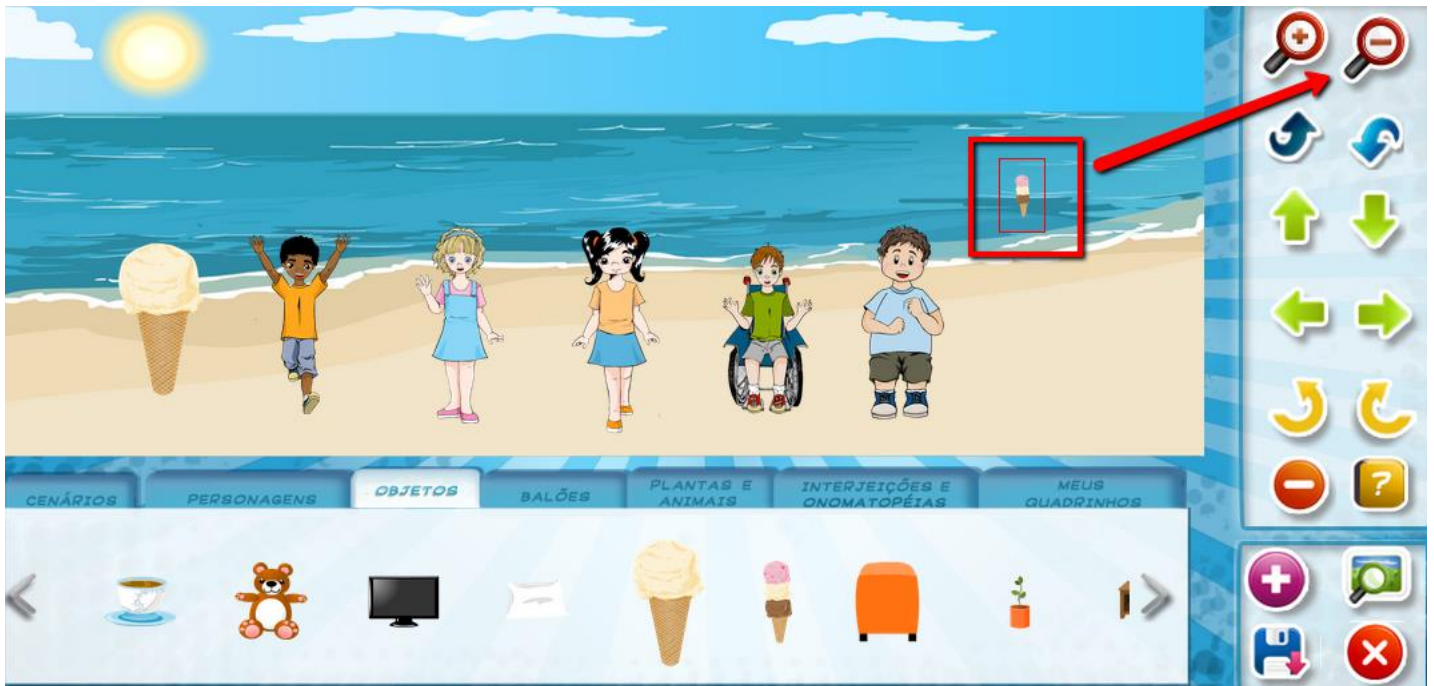 CENÁRIOS
PERSONAGENS
OBJETOS
BALÕES
PLANTAS E
ANIMAIS
INTERJEIÇÕES E
ONOMATOPÉIAS
MEUS
QUADRINHOS
?